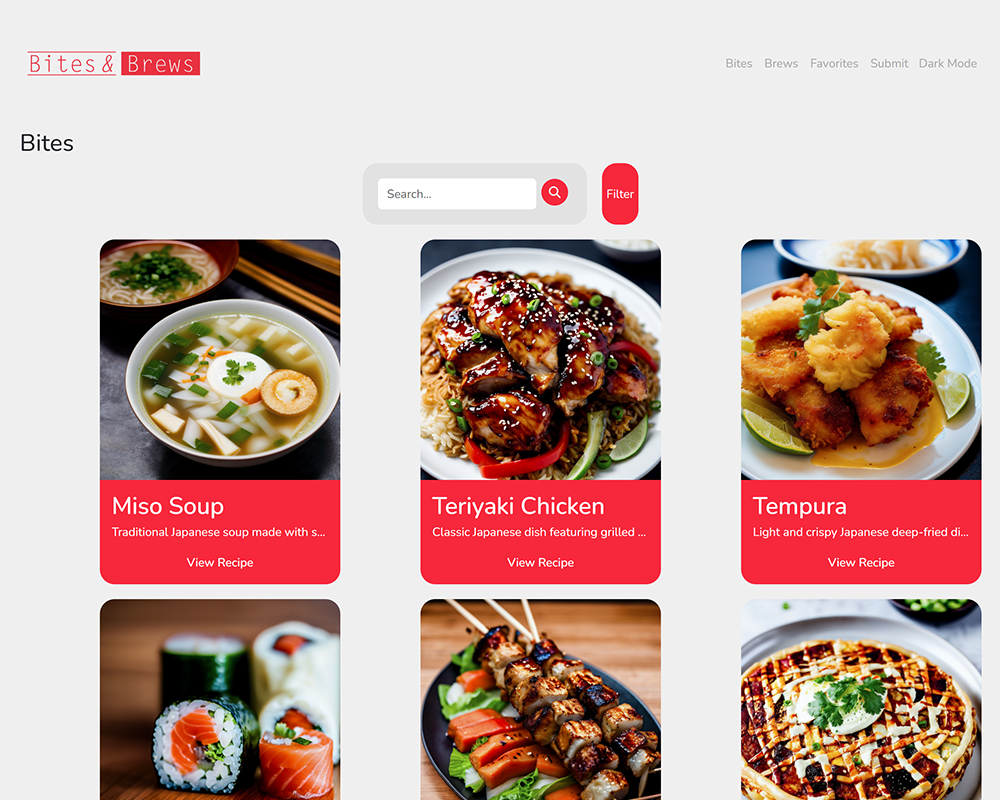 Bites & Brews
Bites Brews Favorites Submit Dark Mode
Bites
Search...
Filter
Miso Soup
Traditional Japanese soup made with s...
View Recipe
Teriyaki Chicken
Classic Japanese dish featuring grilled ...
View Recipe
Tempura
Light and crispy Japanese deep-fried di...
View Recipe